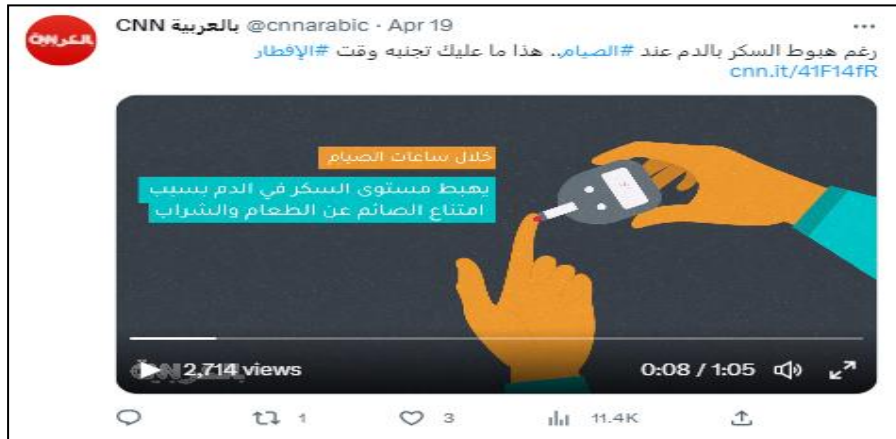 CNN بالعربية @cnnarabic · Apr 19
رغم هبوط السكر بالدم عند #الصيام.. هذا ما عليك تجنبه وقت #الإفطار
cnn.it/41F14fR
خلال ساعات الصيام
يهبط مستوى السكر في الدم بسبب
امتناع الصائم عن الطعام والشراب
2,714 views
0:08 / 1:05
1 3 11.4K